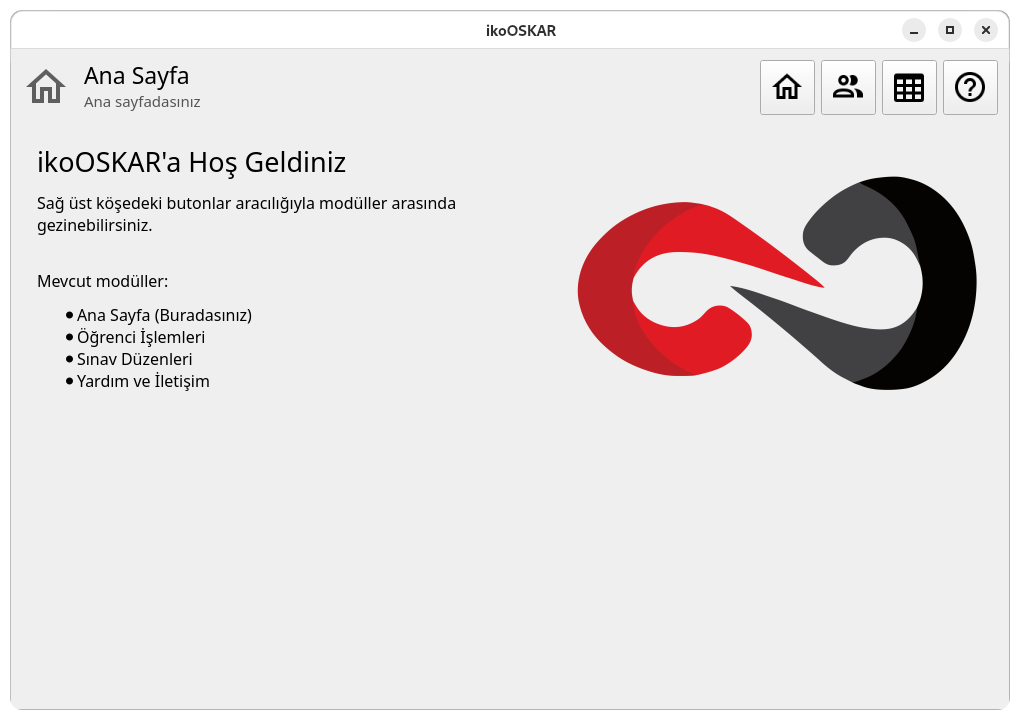 ikoOSKAR
Ana Sayfa
Ana sayfadasınız
ikoOSKAR'a Hoş Geldiniz
Sağ üst köşedeki butonlar aracılığıyla modüller arasında
gezinebilirsiniz.
Mevcut modüller:
● Ana Sayfa (Buradasınız)
● Öğrenci İşlemleri
● Sınav Düzenleri
● Yardım ve İletişim